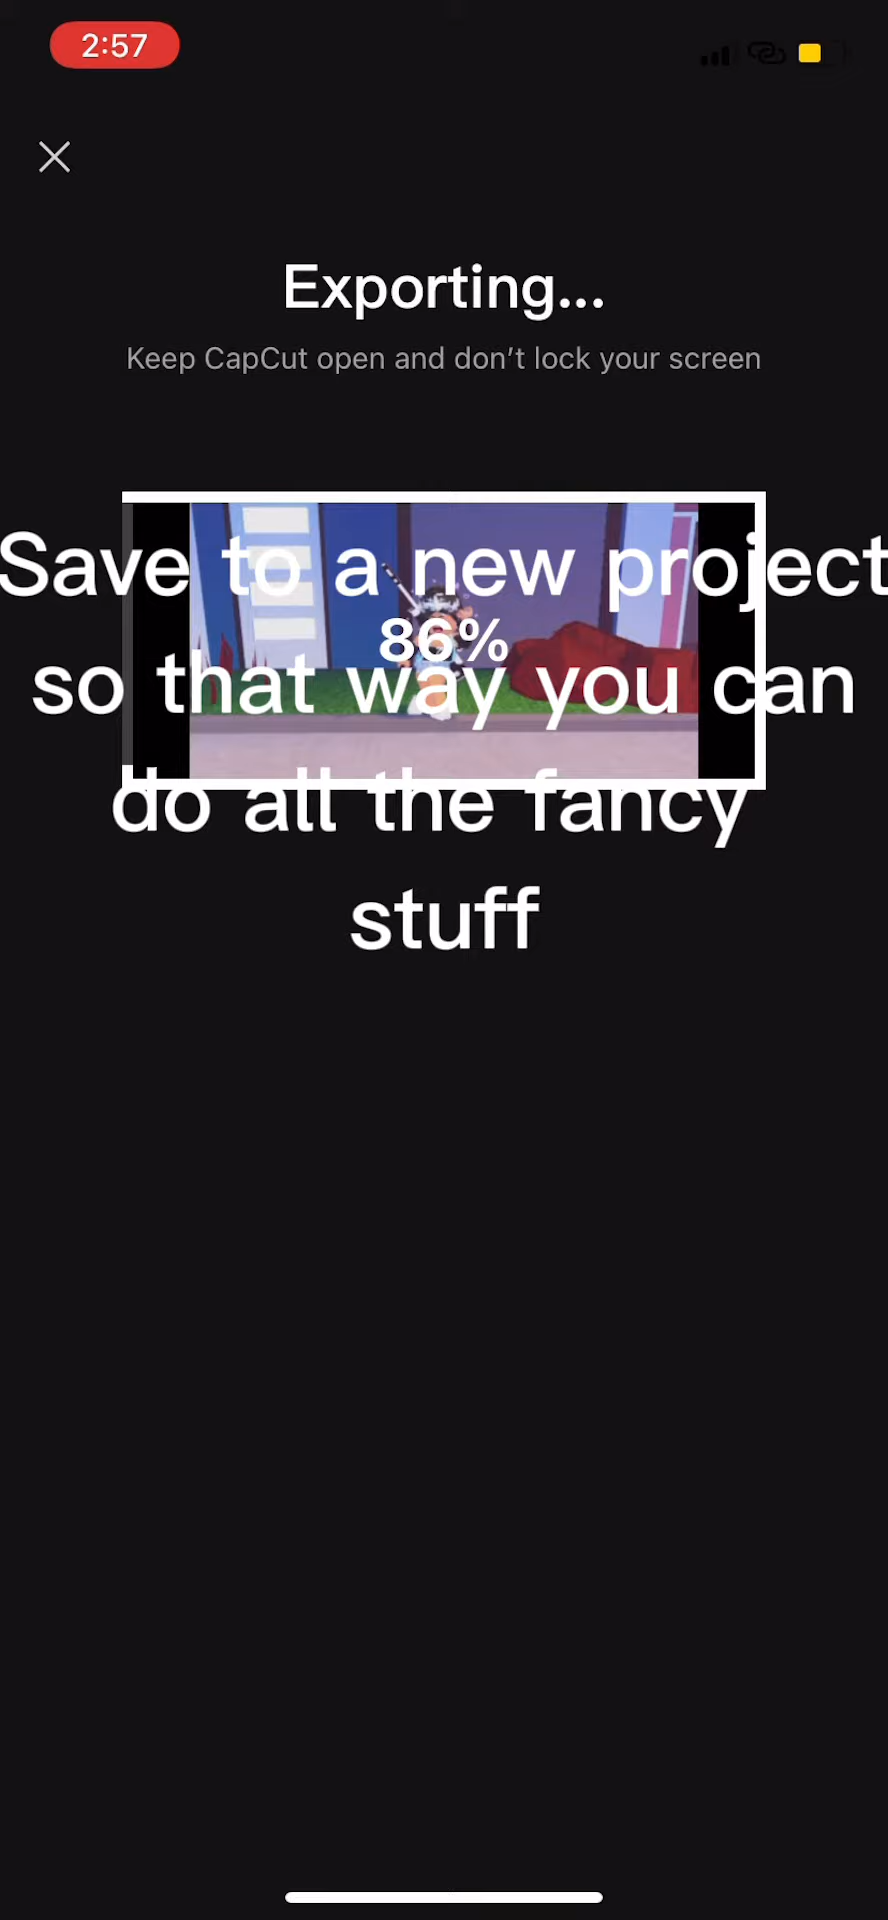 2:57
Exporting...
Keep CapCut open and don't lock your screen
Save to a new project
86%
so that way you can
do all the fancy
stuff